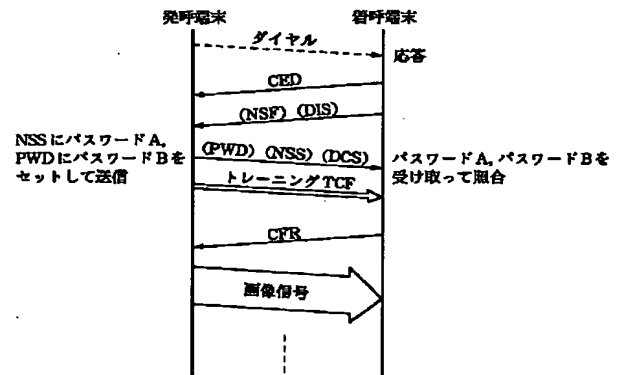 発呼端末
着呼端末
ダイヤル
応答
CED
(NSF) (DIS)
NSSにパスワードA,
PWDにパスワードBを
セットして送信
(PWD) (NSS) (DCS)
パスワードA, パスワードBを
受け取って照合
トレーニングTCF
CFR
画像信号